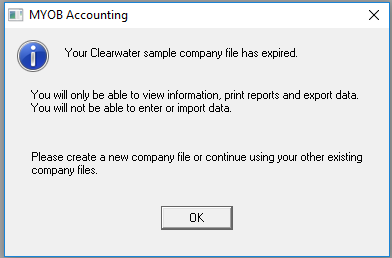 MYOB Accounting
Your Clearwater sample company file has expired.
You will only be able to view information, print reports and export data.
You will not be able to enter or import data.
Please create a new company file or continue using your other existing
company files.
OK